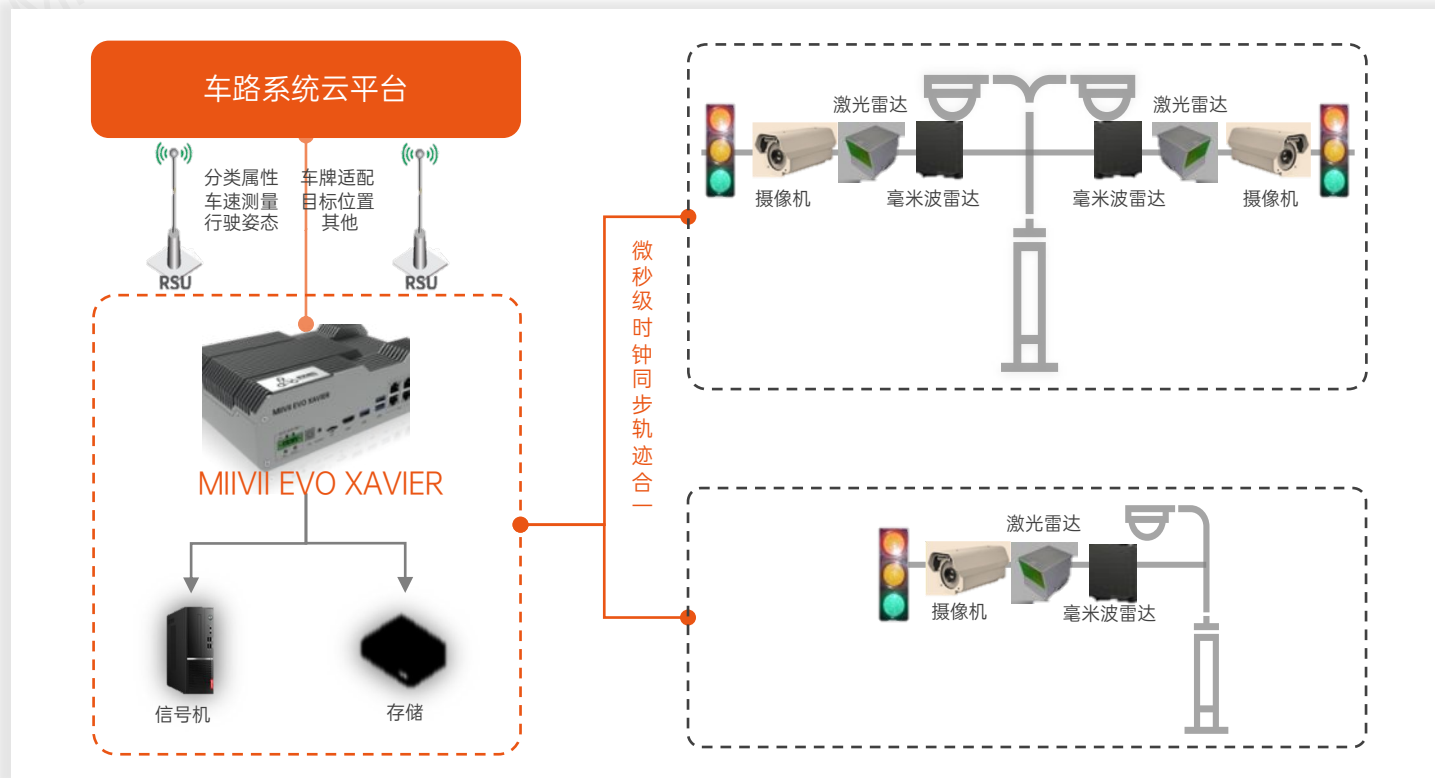 车路系统云平台
分类属性
车速测量
行驶姿态
车牌适配
目标位置
其他
RSU
RSU
MIIVII EVO XAVIER
MIIVII EVO XAVIER
信号机
存储
微秒级时钟同步轨迹合一
激光雷达
激光雷达
摄像机
毫米波雷达
毫米波雷达
摄像机
激光雷达
摄像机
毫米波雷达